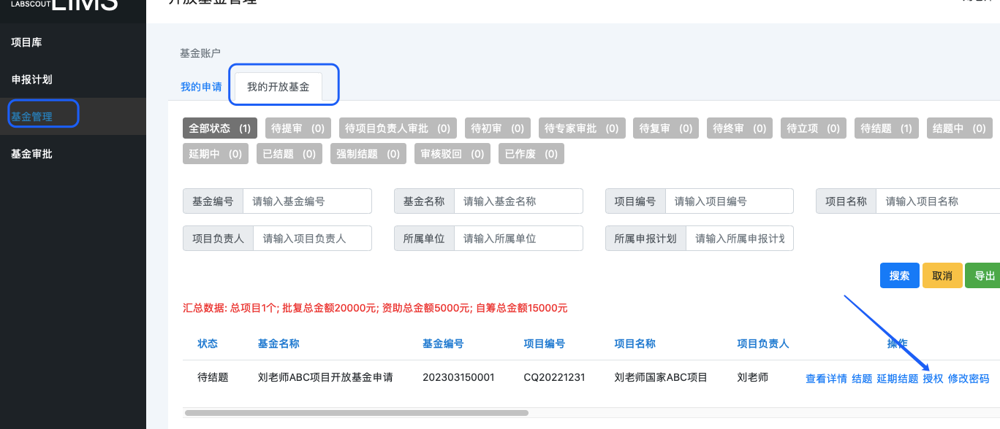 LABSCOUT LIMS
开放基金管理
项目库
申报计划
基金管理
基金审批
基金账户
我的申请 我的开放基金
全部状态 (1) 待提审 (0) 待项目负责人审批 (0) 待初审 (0) 待专家审批 (0) 待复审 (0) 待终审 (0) 待立项 (0) 待结题 (1) 结题中 (0)
延期中 (0) 已结题 (0) 强制结题 (0) 审核驳回 (0) 已作废 (0)
基金编号 请输入基金编号 基金名称 请输入基金名称 项目编号 请输入项目编号 项目名称 请输入项目名称
项目负责人 请输入项目负责人 所属单位 请输入所属单位 所属申报计划 请输入所属申报计划
搜索 取消 导出
汇总数据: 总项目1个; 批复总金额20000元; 资助总金额5000元; 自筹总金额15000元
状态 基金名称 基金编号 项目编号 项目名称 项目负责人 操作
待结题 刘老师ABC项目开放基金申请 202303150001 CQ20221231 刘老师国家ABC项目 刘老师 查看详情 结题 延期结题 授权 修改密码